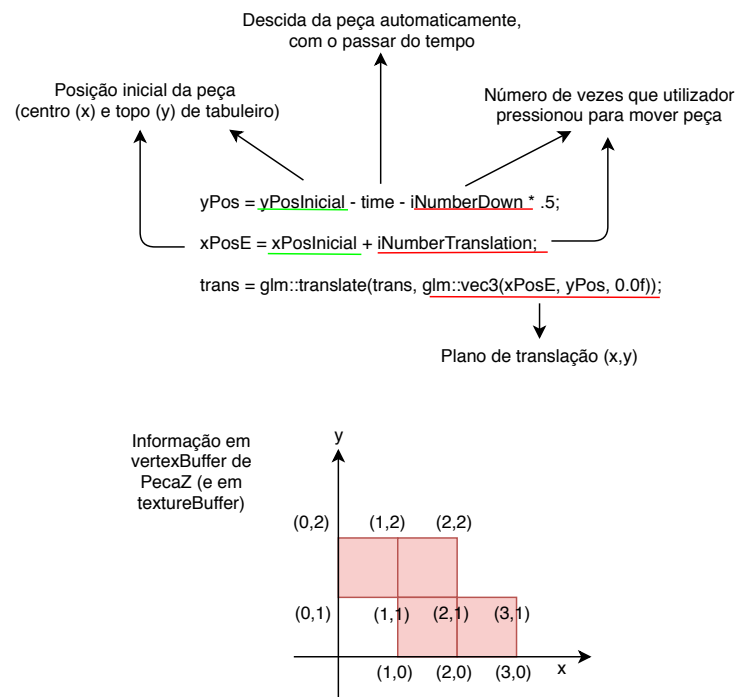 Descida da peça automaticamente,
com o passar do tempo
Posição inicial da peça
(centro (x) e topo (y) de tabuleiro)
Número de vezes que utilizador
pressionou para mover peça
yPos = yPosInicial - time - iNumberDown * .5;
xPosE = xPosInicial + iNumberTranslation;
trans = glm::translate(trans, glm::vec3(xPosE, yPos, 0.0f));
Plano de translação (x,y)
Informação em
vertexBuffer de
PecaZ (e em
textureBuffer)
y
(0,2) (1,2) (2,2)
(0,1) (1,1) (2,1) (3,1)
(1,0) (2,0) (3,0) x